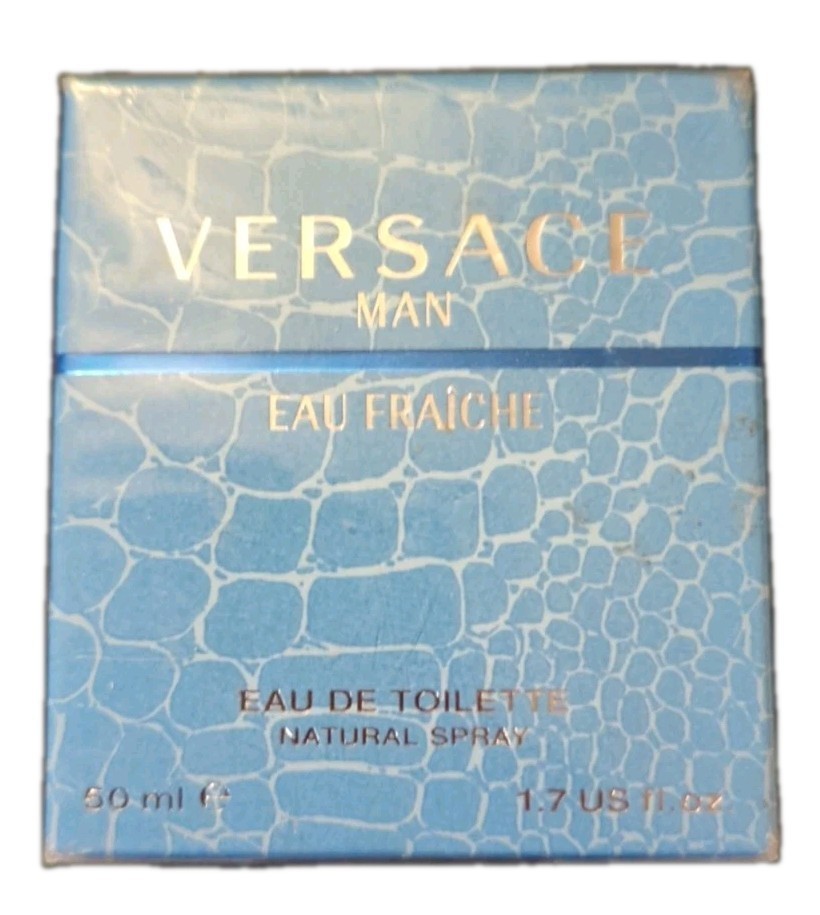 VERSACE
MAN
EAU FRAÎCHE
EAU DE TOILETTE
NATURAL SPRAY
50 ml ℮ 1.7 US fl.oz.